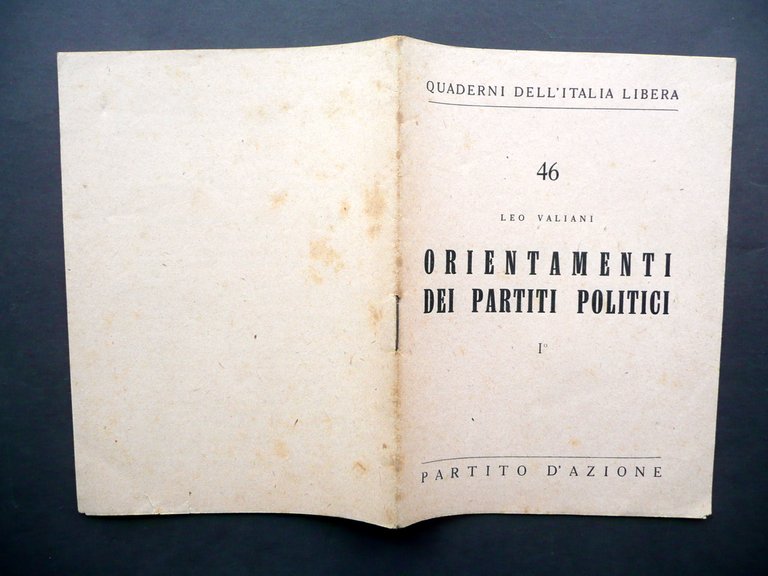 QUADERNI DELL'ITALIA LIBERA
46
LEO VALIANI
ORIENTAMENTI
DEI PARTITI POLITICI
I°
PARTITO D'AZIONE